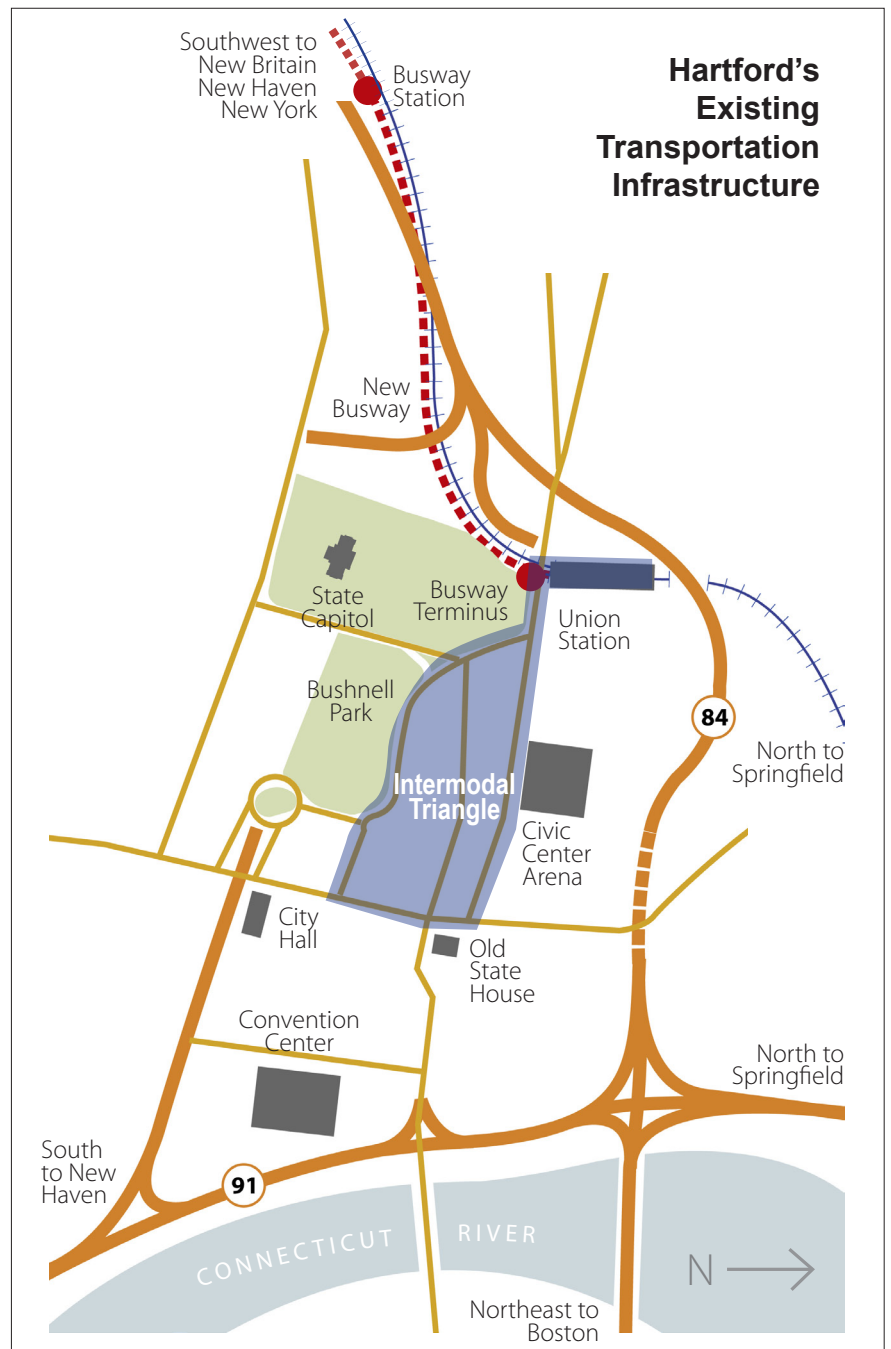 Southwest to
New Britain
New Haven
New York
Busway
Station
Hartford’s
Existing
Transportation
Infrastructure
New
Busway
State
Capitol
Busway
Terminus
Union
Station
Bushnell
Park
84
North to
Springfield
Intermodal
Triangle
Civic
Center
Arena
City
Hall
Old
State
House
Convention
Center
North to
Springfield
South
to New
Haven
91
CONNECTICUT RIVER
N
Northeast to
Boston